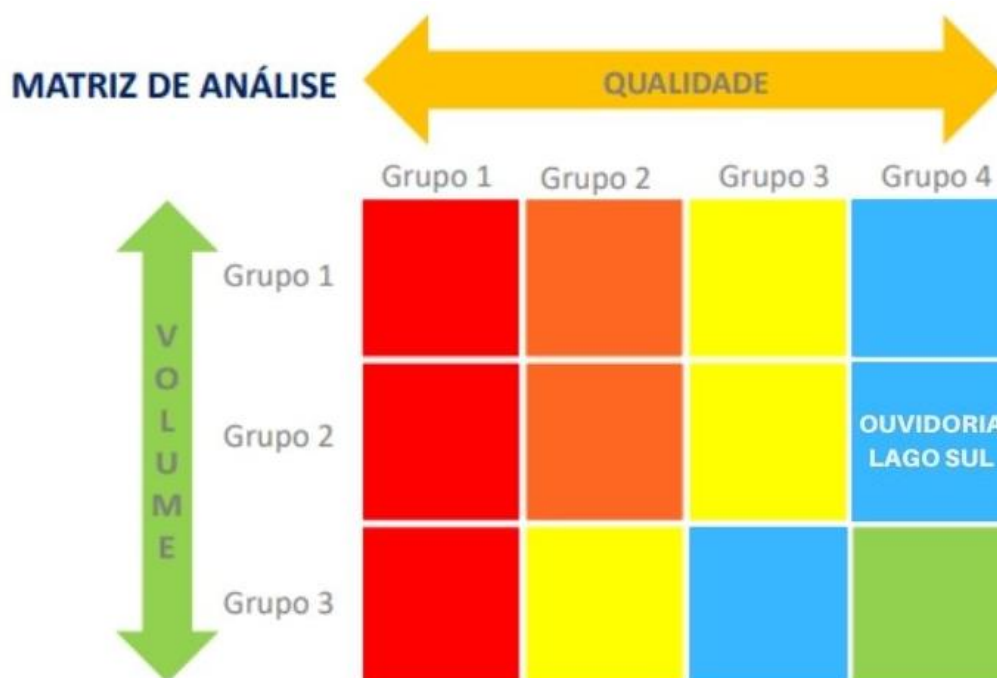 MATRIZ DE ANÁLISE
QUALIDADE
Grupo 1
Grupo 2
Grupo 3
Grupo 4
VOLUME
Grupo 1
Grupo 2
OUVIDORIA
LAGO SUL
Grupo 3